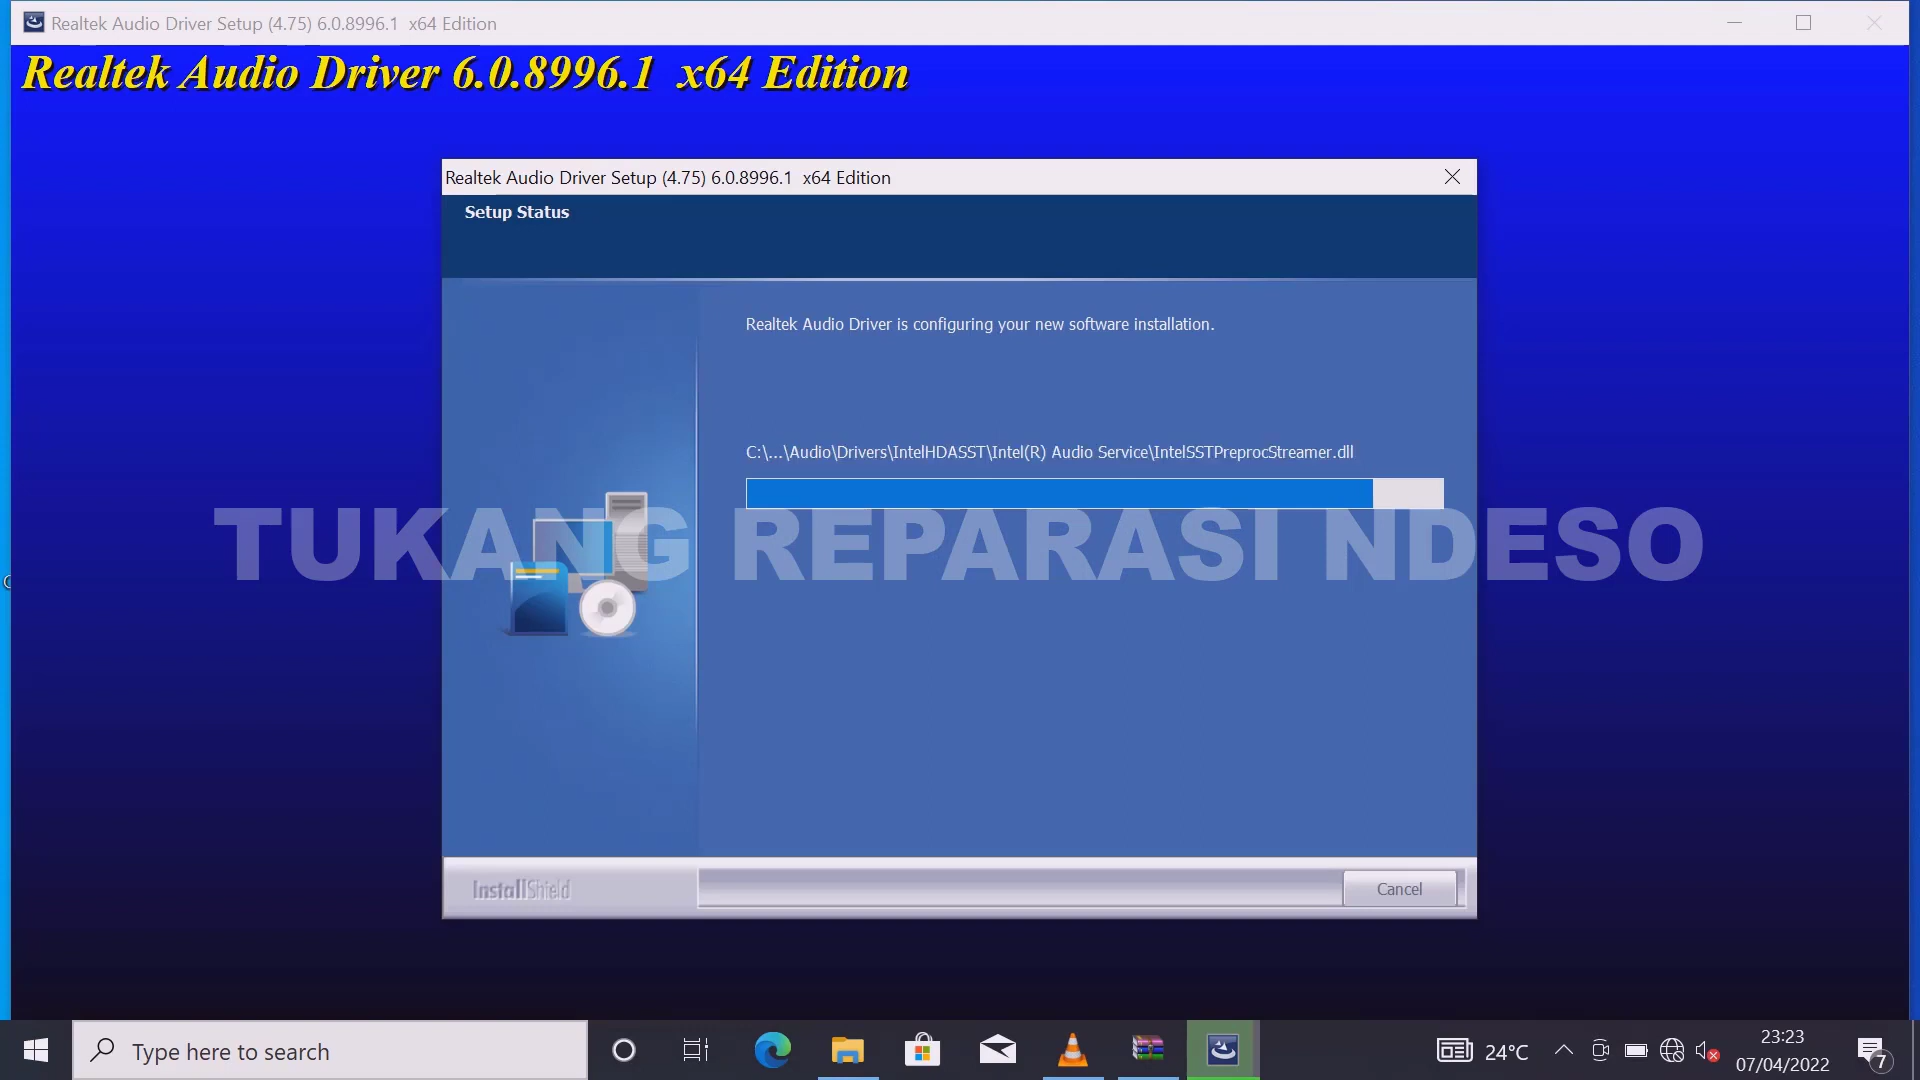 Realtek Audio Driver Setup (4.75) 6.0.8996.1 x64 Edition
Realtek Audio Driver 6.0.8996.1 x64 Edition
Realtek Audio Driver Setup (4.75) 6.0.8996.1 x64 Edition
Setup Status
Realtek Audio Driver is configuring your new software installation.
C:\...\Audio\Drivers\IntelHDASST\Intel(R) Audio Service\IntelSSTPreprocStreamer.dll
TUKANG REPARASI NDESO
InstallShield
Cancel
Type here to search
24°C
23:23
07/04/2022
7